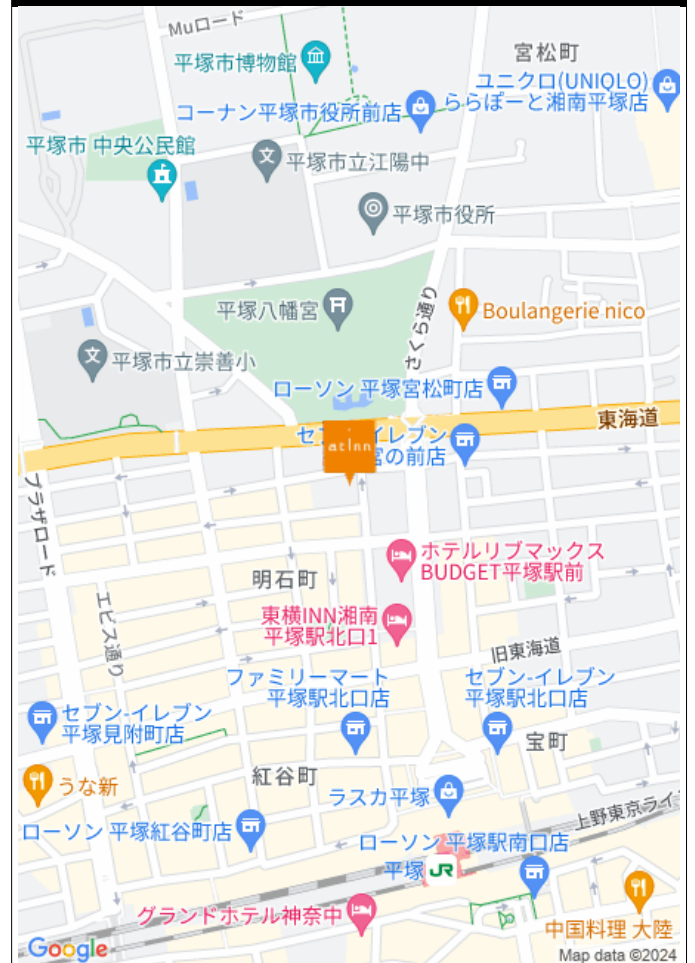 Muロード
宮松町
平塚市博物館
ユニクロ(UNIQLO)
ららぽーと湘南平塚店
コーナン平塚市役所前店
平塚市 中央公民館
平塚市立江陽中
平塚市役所
さくら通り
平塚八幡宮
Boulangerie nico
平塚市立崇善小
ローソン 平塚宮松町店
東海道
セブ イレブン
宮の前店
atinn
プラザロード
ホテルリブマックス
BUDGET平塚駅前
明石町
エビス通り
東横INN湘南
平塚駅北口1
旧東海道
ファミリーマート
平塚駅北口店
セブン-イレブン
平塚駅北口店
セブン-イレブン
平塚見附町店
宝町
紅谷町
うな新
ラスカ平塚
上野東京ライ
ローソン 平塚紅谷町店
ローソン 平塚駅南口店
平塚
JR
グランドホテル神奈中
中国料理 大陸
Google
Map data ©2024